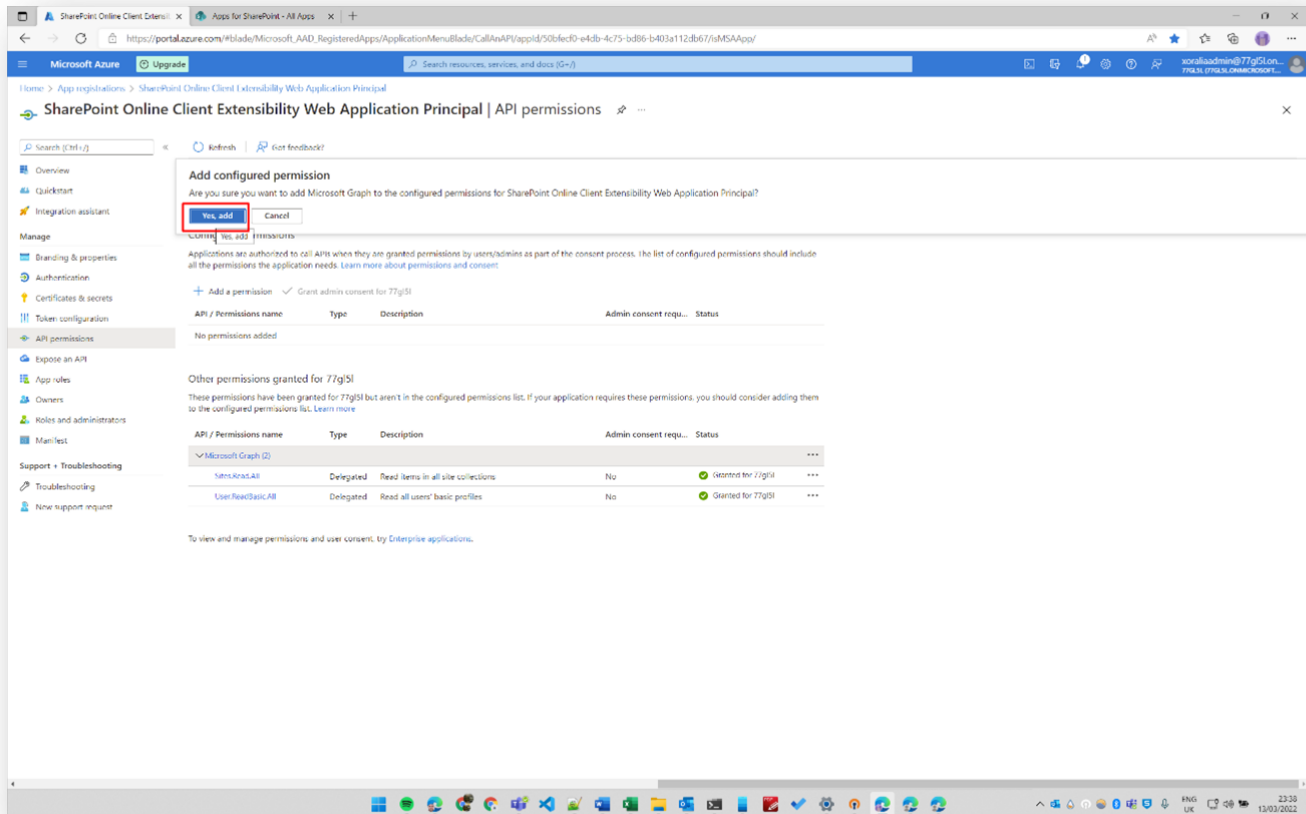 SharePoint Online Client Extensi
Apps for SharePoint - All Apps
https://portal.azure.com/#blade/Microsoft_AAD_RegisteredApps/ApplicationMenuBlade/CallAnAPI/appId/50bfecf0-e4db-4c75-bd86-b403a112db67/isMSAApp/
Microsoft Azure
Upgrade
Search resources, services, and docs (G+/)
xoraliaadmin@77gl5l.on...
77GL5L (77GL5L.ONMICROSOFT....
Home > App registrations > SharePoint Online Client Extensibility Web Application Principal
SharePoint Online Client Extensibility Web Application Principal | API permissions
Search (Ctrl+/)
Refresh
Got feedback?
Overview
Quickstart
Integration assistant
Manage
Branding & properties
Authentication
Certificates & secrets
Token configuration
API permissions
Expose an API
App roles
Owners
Roles and administrators
Manifest
Support + Troubleshooting
Troubleshooting
New support request
Add configured permission
Are you sure you want to add Microsoft Graph to the configured permissions for SharePoint Online Client Extensibility Web Application Principal?
Yes, add
Cancel
Yes, add
Applications are authorized to call APIs when they are granted permissions by users/admins as part of the consent process. The list of configured permissions should include
all the permissions the application needs. Learn more about permissions and consent
Add a permission
Grant admin consent for 77gl5l
API / Permissions name Type Description Admin consent requ... Status
No permissions added
Other permissions granted for 77gl5l
These permissions have been granted for 77gl5l but aren't in the configured permissions list. If your application requires these permissions, you should consider adding them
to the configured permissions list. Learn more
API / Permissions name Type Description Admin consent requ... Status
Microsoft Graph (2)
Sites.Read.All Delegated Read items in all site collections No Granted for 77gl5l
User.ReadBasic.All Delegated Read all users' basic profiles No Granted for 77gl5l
To view and manage permissions and user consent, try Enterprise applications.
ENG
UK
23:38
13/03/2022